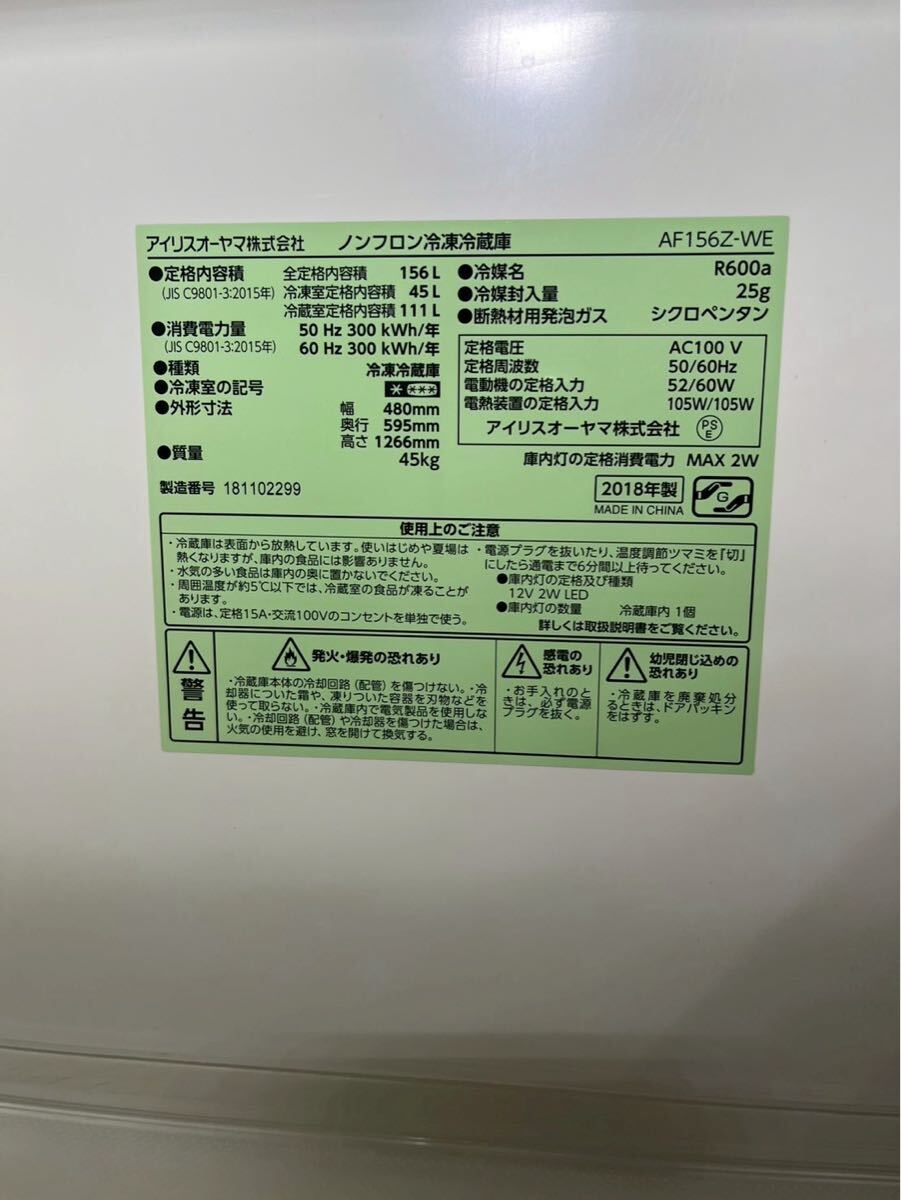 アイリスオーヤマ株式会社 ノンフロン冷凍冷蔵庫 AF156Z-WE
●定格内容積 全定格内容積 156 L
(JIS C9801-3:2015年) 冷凍室定格内容積 45 L
冷蔵室定格内容積 111 L
●消費電力量 50 Hz 300 kWh/年
(JIS C9801-3:2015年) 60 Hz 300 kWh/年
●種類 冷凍冷蔵庫
●冷凍室の記号 * ***
●外形寸法 幅 480mm
奥行 595mm
高さ 1266mm
●質量 45kg
製造番号 181102299
●冷媒名 R600a
●冷媒封入量 25g
●断熱材用発泡ガス シクロペンタン
定格電圧 AC100 V
定格周波数 50/60Hz
電動機の定格入力 52/60W
電熱装置の定格入力 105W/105W
アイリスオーヤマ株式会社 PS E
庫内灯の定格消費電力 MAX 2W
2018年製
MADE IN CHINA
G
使用上のご注意
・冷蔵庫は表面から放熱しています。使いはじめや夏場は
熱くなりますが、庫内の食品には影響ありません。
・水気の多い食品は庫内の奥に置かないでください。
・周囲温度が約5℃以下では、冷蔵室の食品が凍ることが
あります。
・電源は、定格15A・交流100Vのコンセントを単独で使う。
・電源プラグを抜いたり、温度調節ツマミを「切」
にしたら通電まで6分間以上待ってください。
●庫内灯の定格及び種類
12V 2W LED
●庫内灯の数量 冷蔵庫内 1個
詳しくは取扱説明書をご覧ください。
警告
発火・爆発の恐れあり
・冷蔵庫本体の冷却回路(配管)を傷つけない。・冷
却器についた霜や、凍りついた容器を刃物などを
使って取らない。・冷蔵庫内で電気製品を使用しな
い。・冷却回路(配管)や冷却器を傷つけた場合は、
火気の使用を避け、窓を開けて換気する。
感電の
恐れあり
・お手入れのと
きは、必ず電源
プラグを抜く。
幼児閉じ込めの
恐れあり
・冷蔵庫を廃棄処分
するときは、ドアパッキン
をはずす。